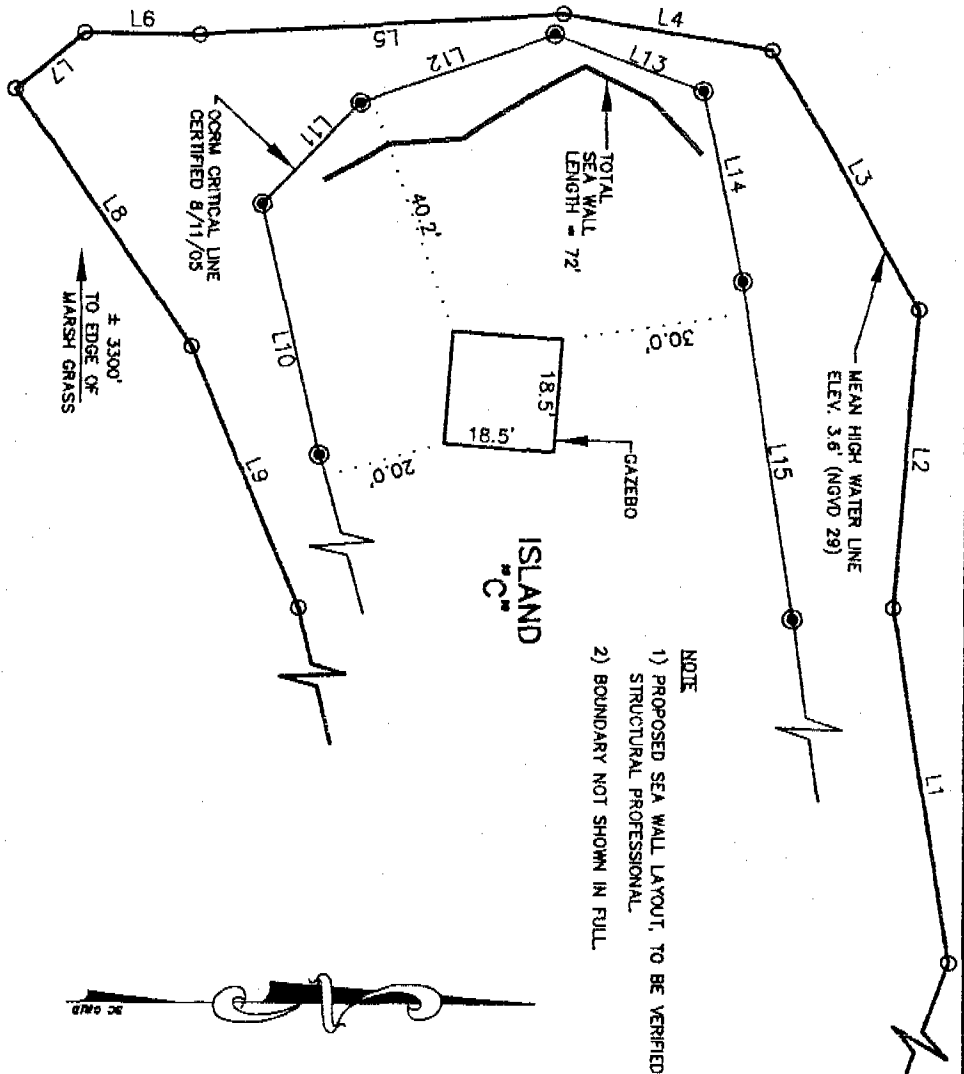 L1
L2
L3
L4
L5
L6
L7
L8
L9
L10
L11
L12
L13
L14
L15
MEAN HIGH WATER LINE
ELEV. 3.6' (NGVD 29)
TOTAL
SEA WALL
LENGTH = 72'
OCRM CRITICAL LINE
CERTIFIED 8/11/05
± 3300'
TO EDGE OF
MARSH GRASS
40.2'
30.0'
20.0'
18.5'
18.5'
GAZEBO
ISLAND
"C"
NOTE
1) PROPOSED SEA WALL LAYOUT, TO BE VERIFIED
STRUCTURAL PROFESSIONAL.
2) BOUNDARY NOT SHOWN IN FULL.
SC GRID